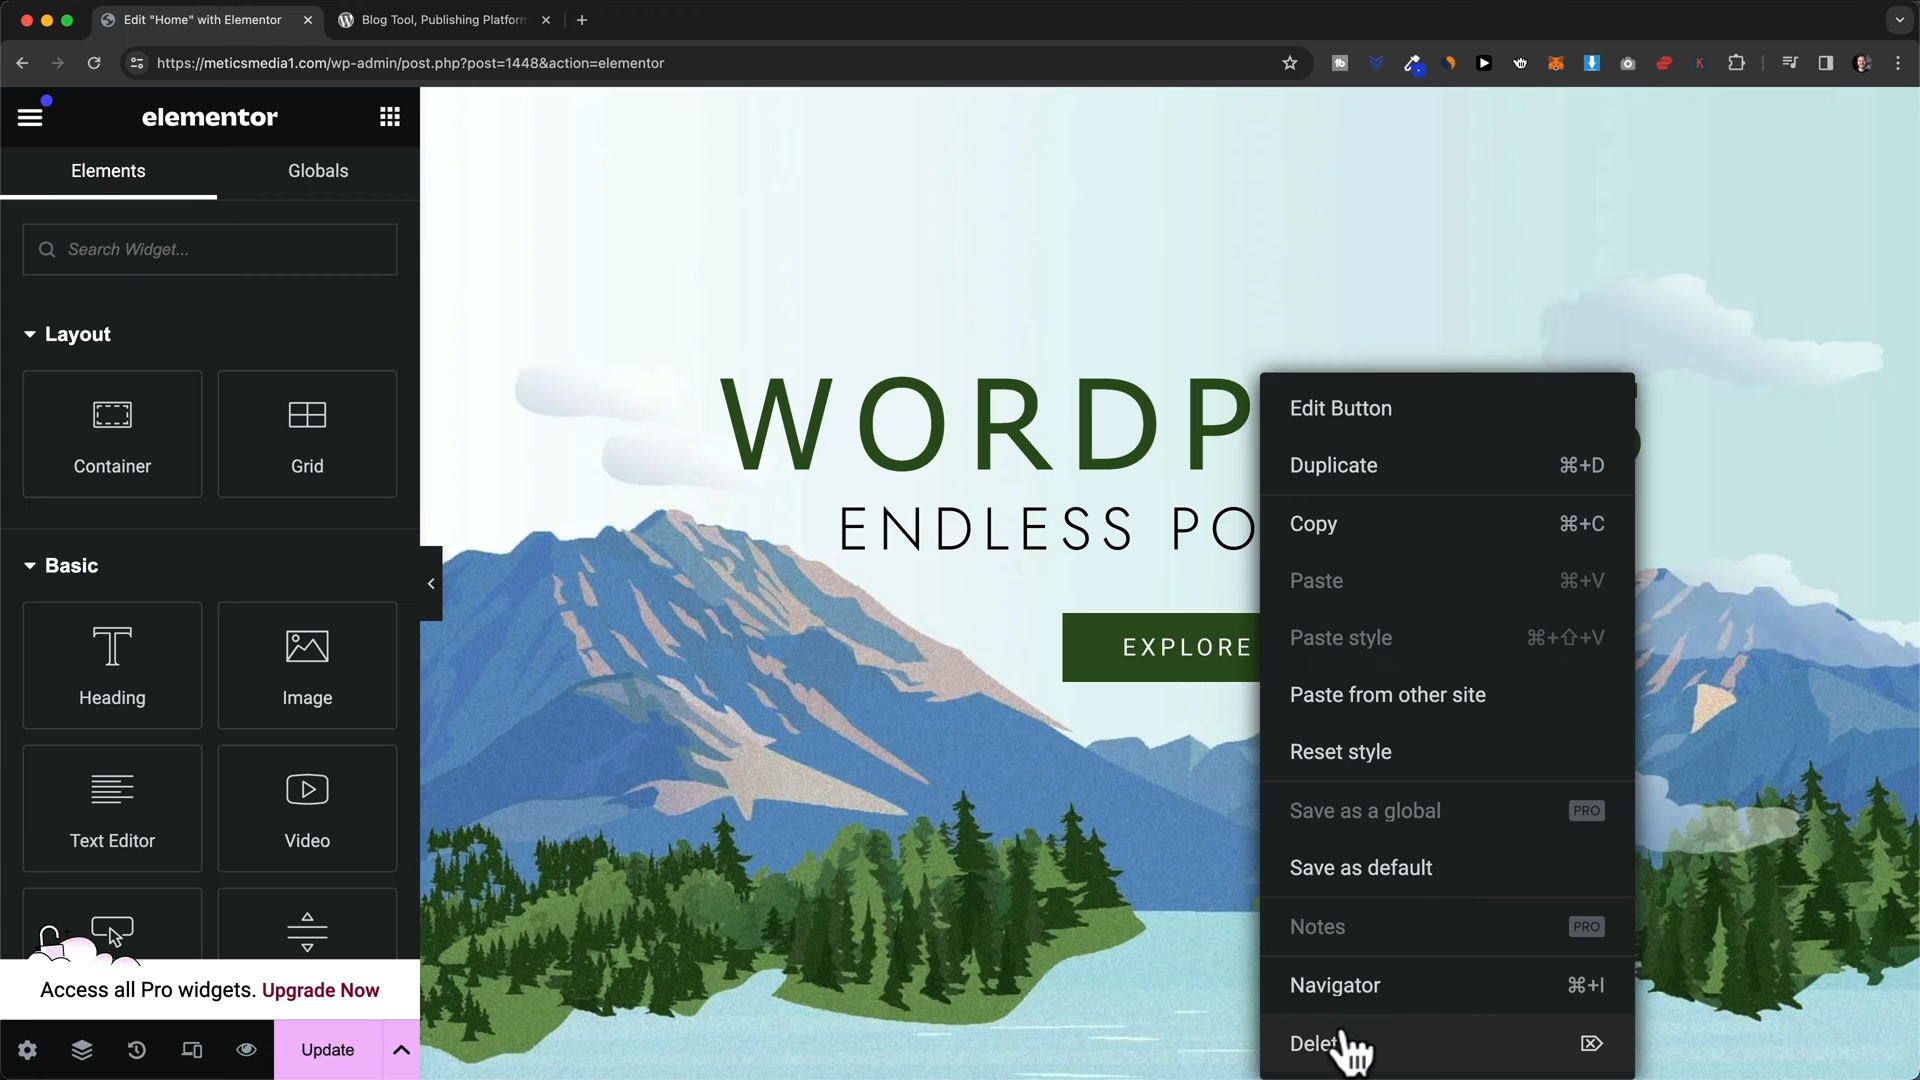 Edit "Home" with Elementor
Blog Tool, Publishing Platform
https://meticsmedia1.com/wp-admin/post.php?post=1448&action=elementor
elementor
Elements
Globals
Search Widget...
Layout
Container
Grid
Basic
Heading
Image
Text Editor
Video
Access all Pro widgets. Upgrade Now
Update
WORDP
ENDLESS PO
EXPLORE
Edit Button
Duplicate ⌘+D
Copy ⌘+C
Paste ⌘+V
Paste style ⌘+⇧+V
Paste from other site
Reset style
Save as a global PRO
Save as default
Notes PRO
Navigator ⌘+I
Delet